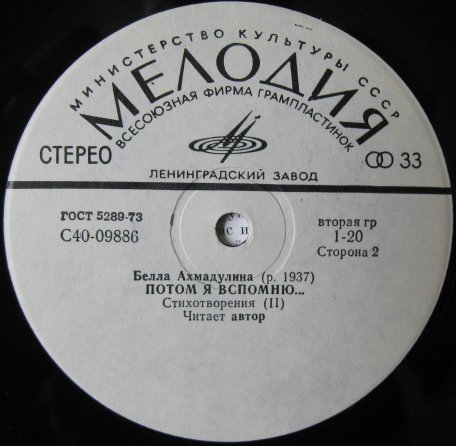 МИНИСТЕРСТВО КУЛЬТУРЫ СССР
МЕЛОДИЯ
ВСЕСОЮЗНАЯ ФИРМА ГРАМПЛАСТИНОК
СТЕРЕО
33
ЛЕНИНГРАДСКИЙ ЗАВОД
ГОСТ 5289-73
С40-09886
вторая гр
1-20
Сторона 2
Белла Ахмадулина (р. 1937)
ПОТОМ Я ВСПОМНЮ...
Стихотворения (II)
Читает автор